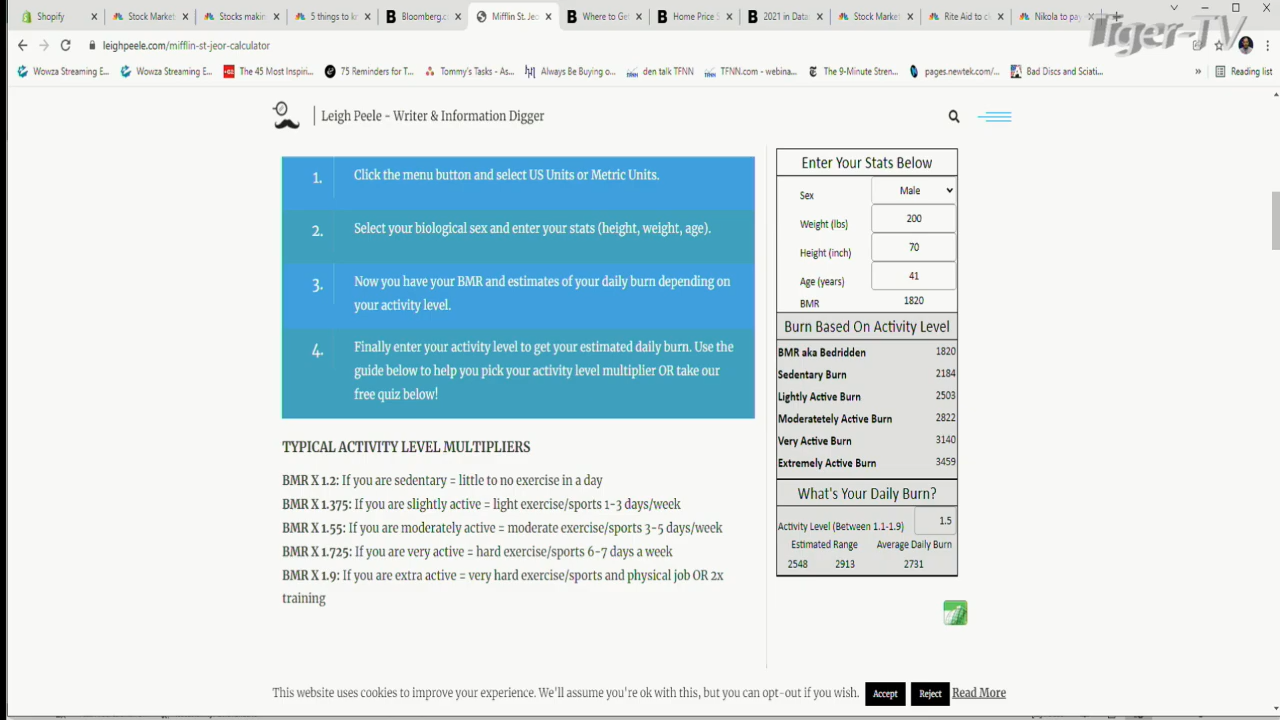 Shopify
Stock Market
Stocks makin
5 things to kn
Bloomberg.c
Mifflin St. Jeo
Where to Get
Home Price S
2021 in Data
Stock Market
Rite Aid to cl
Nikola to pay
Tiger-TV
leighpeele.com/mifflin-st-jeor-calculator
Wowza Streaming E...
Wowza Streaming E...
The 45 Most Inspiri...
75 Reminders for T...
Tommy's Tasks - As...
Always Be Buying o...
den talk TFNN
TFNN.com - webina...
The 9-Minute Stren...
pages.newtek.com/...
Bad Discs and Sciati...
»
Reading list
Leigh Peele - Writer & Information Digger
1. Click the menu button and select US Units or Metric Units.
2. Select your biological sex and enter your stats (height, weight, age).
3. Now you have your BMR and estimates of your daily burn depending on
your activity level.
4. Finally enter your activity level to get your estimated daily burn. Use the
guide below to help you pick your activity level multiplier OR take our
free quiz below!
TYPICAL ACTIVITY LEVEL MULTIPLIERS
BMR X 1.2: If you are sedentary = little to no exercise in a day
BMR X 1.375: If you are slightly active = light exercise/sports 1-3 days/week
BMR X 1.55: If you are moderately active = moderate exercise/sports 3-5 days/week
BMR X 1.725: If you are very active = hard exercise/sports 6-7 days a week
BMR X 1.9: If you are extra active = very hard exercise/sports and physical job OR 2x
training
Enter Your Stats Below
Sex Male
Weight (lbs) 200
Height (inch) 70
Age (years) 41
BMR 1820
Burn Based On Activity Level
BMR aka Bedridden 1820
Sedentary Burn 2184
Lightly Active Burn 2503
Moderatetely Active Burn 2822
Very Active Burn 3140
Extremely Active Burn 3459
What's Your Daily Burn?
Activity Level (Between 1.1-1.9) 1.5
Estimated Range Average Daily Burn
2548 2913 2731
This website uses cookies to improve your experience. We'll assume you're ok with this, but you can opt-out if you wish. Accept Reject Read More